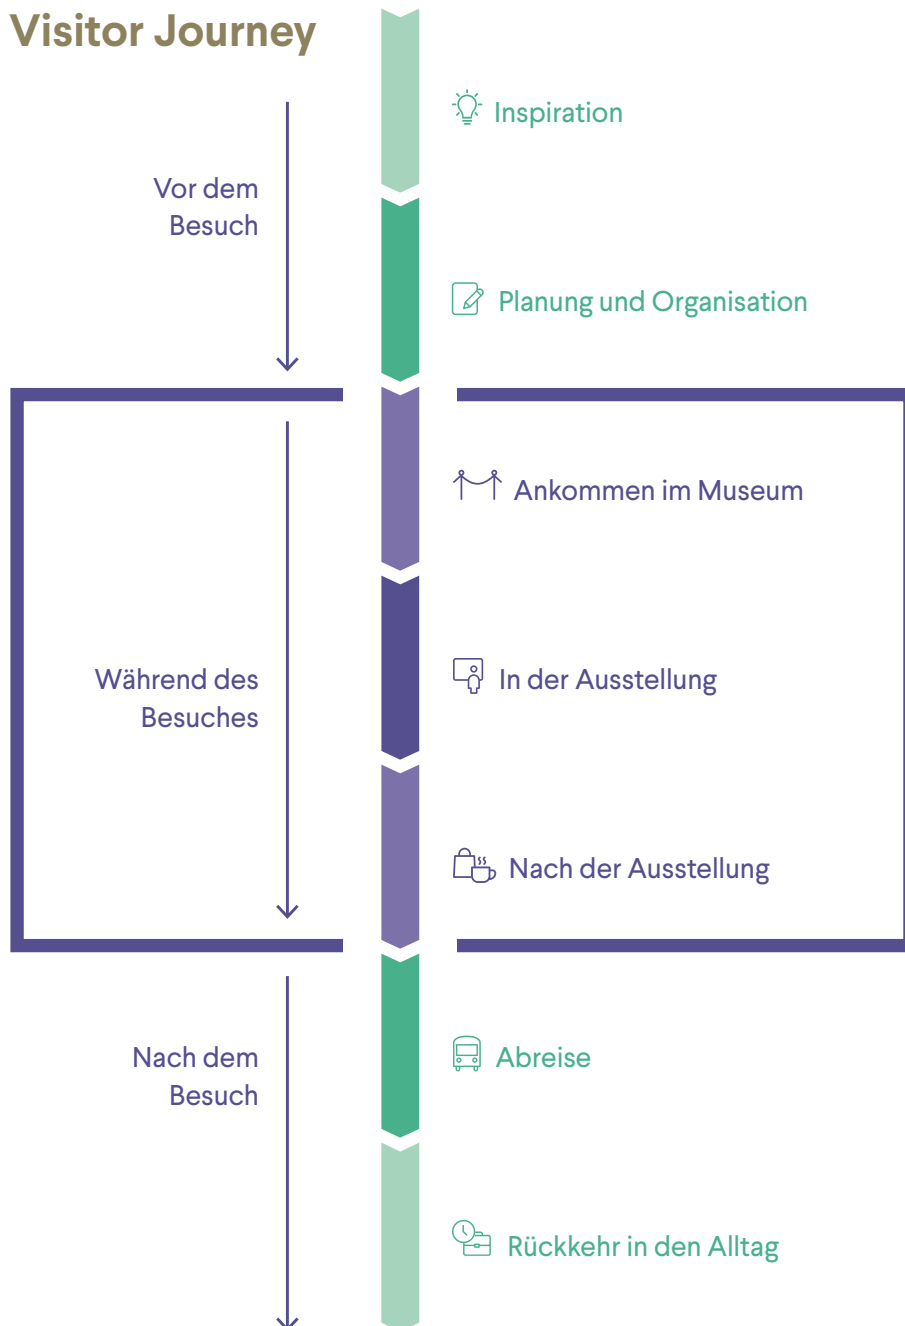 Visitor Journey
Inspiration
Vor dem
Besuch
Planung und Organisation
Ankommen im Museum
Während des
Besuches
In der Ausstellung
Nach der Ausstellung
Nach dem
Besuch
Abreise
Rückkehr in den Alltag